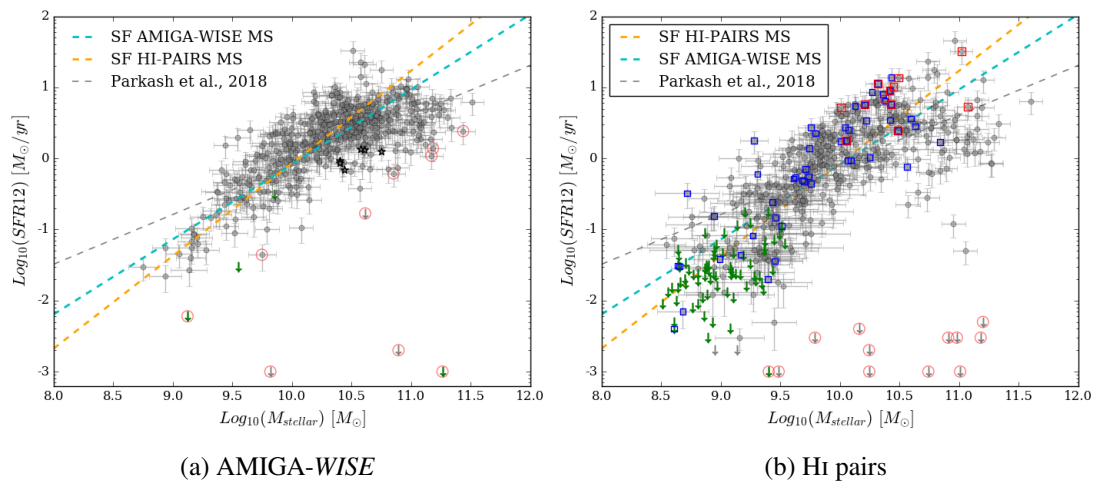 SF AMIGA-WISE MS
SF HI-PAIRS MS
Parkash et al., 2018
2
1
0
-1
-2
-3
Log10(SFR12) [M⊙/yr]
8.0 8.5 9.0 9.5 10.0 10.5 11.0 11.5 12.0
Log10(Mstellar) [M⊙]
(a) AMIGA-WISE
SF HI-PAIRS MS
SF AMIGA-WISE MS
Parkash et al., 2018
2
1
0
-1
-2
-3
Log10(SFR12) [M⊙/yr]
8.0 8.5 9.0 9.5 10.0 10.5 11.0 11.5 12.0
Log10(Mstellar) [M⊙]
(b) HI pairs